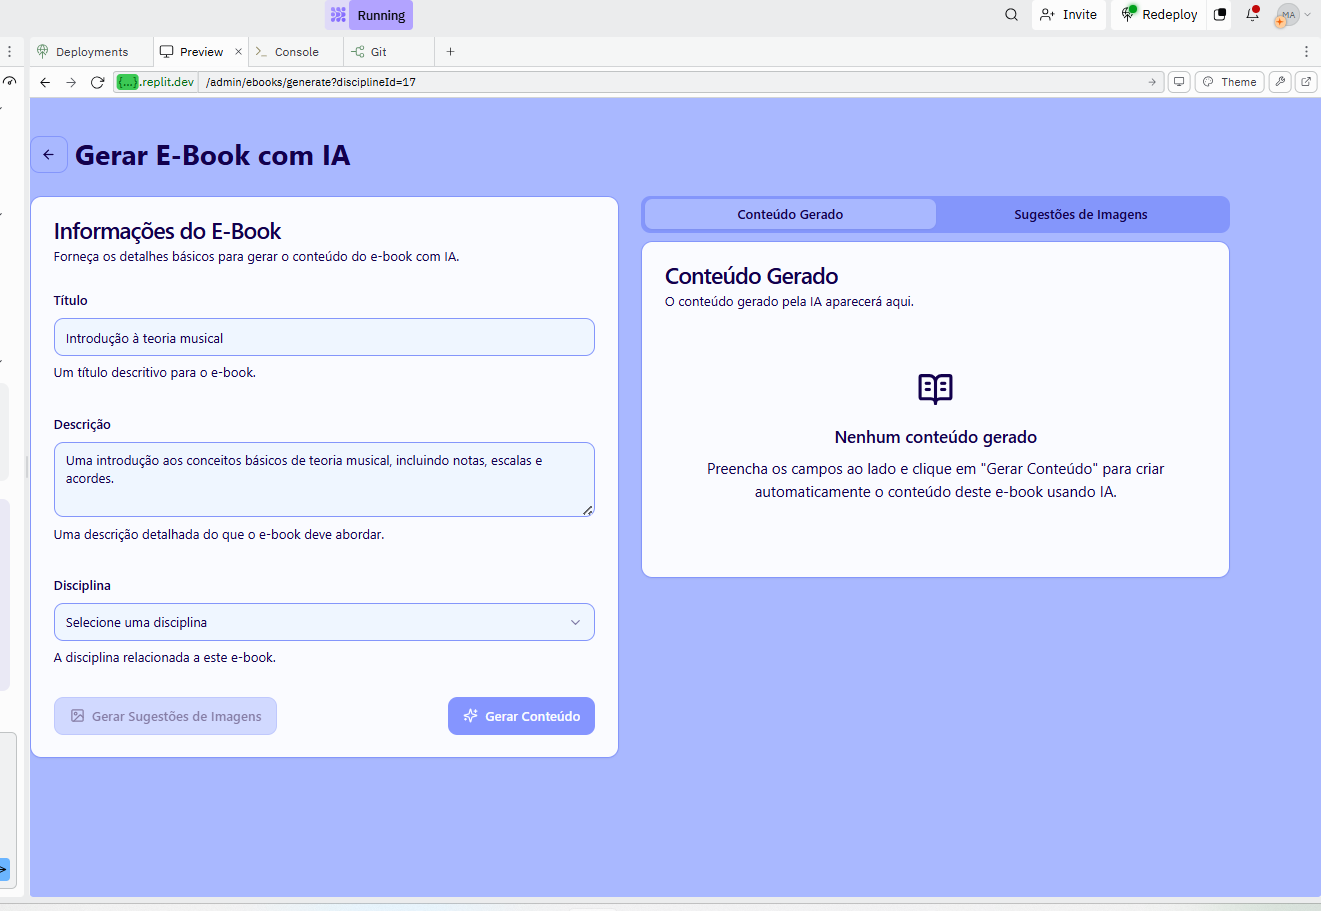 Running
Invite
Redeploy
MA
Deployments
Preview
Console
Git
{...}.replit.dev
/admin/ebooks/generate?disciplineId=17
Theme
Gerar E-Book com IA
Informações do E-Book
Forneça os detalhes básicos para gerar o conteúdo do e-book com IA.
Título
Introdução à teoria musical
Um título descritivo para o e-book.
Descrição
Uma introdução aos conceitos básicos de teoria musical, incluindo notas, escalas e
acordes.
Uma descrição detalhada do que o e-book deve abordar.
Disciplina
Selecione uma disciplina
A disciplina relacionada a este e-book.
Gerar Sugestões de Imagens
Gerar Conteúdo
Conteúdo Gerado
Sugestões de Imagens
Conteúdo Gerado
O conteúdo gerado pela IA aparecerá aqui.
Nenhum conteúdo gerado
Preencha os campos ao lado e clique em "Gerar Conteúdo" para criar
automaticamente o conteúdo deste e-book usando IA.